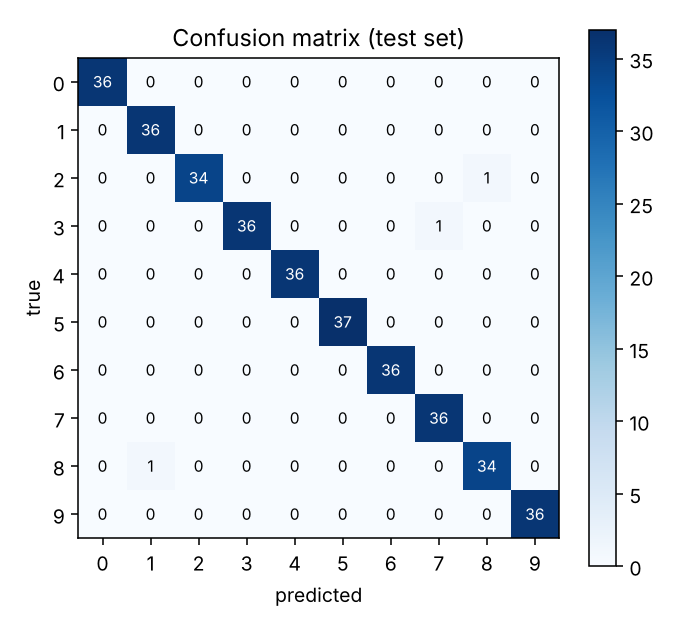 Confusion matrix (test set)
0 36 0 0 0 0 0 0 0 0 0
1 0 36 0 0 0 0 0 0 0 0
2 0 0 34 0 0 0 0 0 1 0
3 0 0 0 36 0 0 0 1 0 0
4 0 0 0 0 36 0 0 0 0 0
5 0 0 0 0 0 37 0 0 0 0
6 0 0 0 0 0 0 36 0 0 0
7 0 0 0 0 0 0 0 36 0 0
8 0 1 0 0 0 0 0 0 34 0
9 0 0 0 0 0 0 0 0 0 36
0 1 2 3 4 5 6 7 8 9
predicted
true
35
30
25
20
15
10
5
0